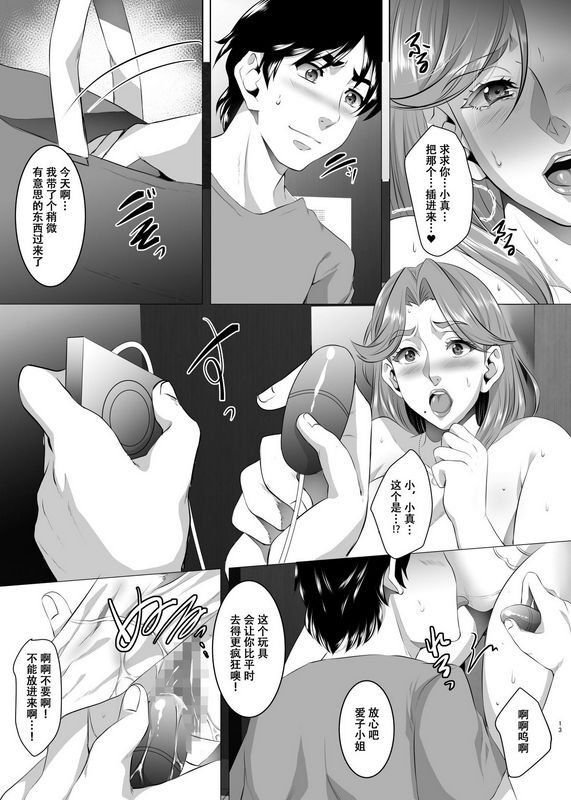 求求你…小真…
把那个…插进来…
♥
今天啊…
我带了个稍微
有意思的东西过来了
小，小真…
这个是…!?
这个玩具
会让你比平时
去得更疯狂噢！
放心吧
爱子小姐
啊啊呜啊
啊啊不要啊！
不能放进来啊…！
13